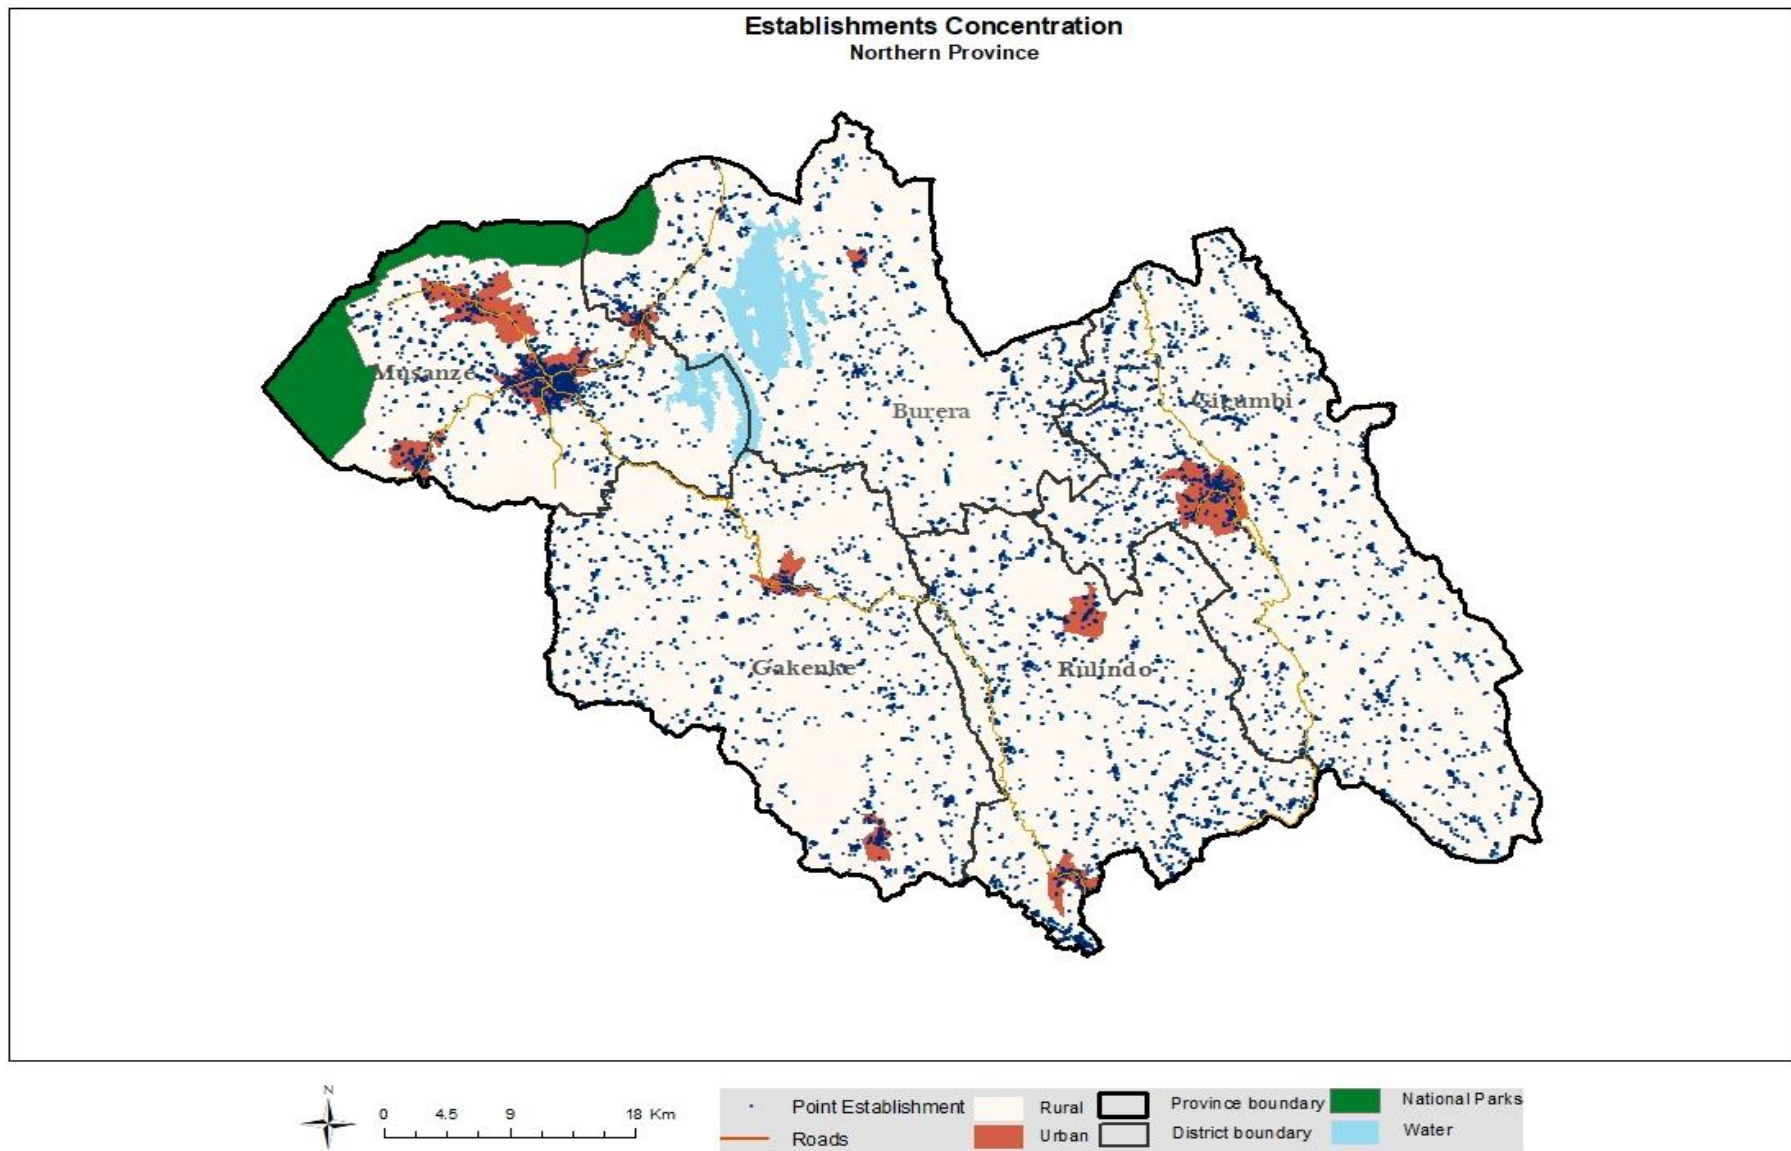 Establishments Concentration
Northern Province
Musanze
Burera
Gicumbi
Gakenke
Rulindo
N
0 4.5 9 18 Km
Point Establishment
Roads
Rural
Urban
Province boundary
District boundary
National Parks
Water